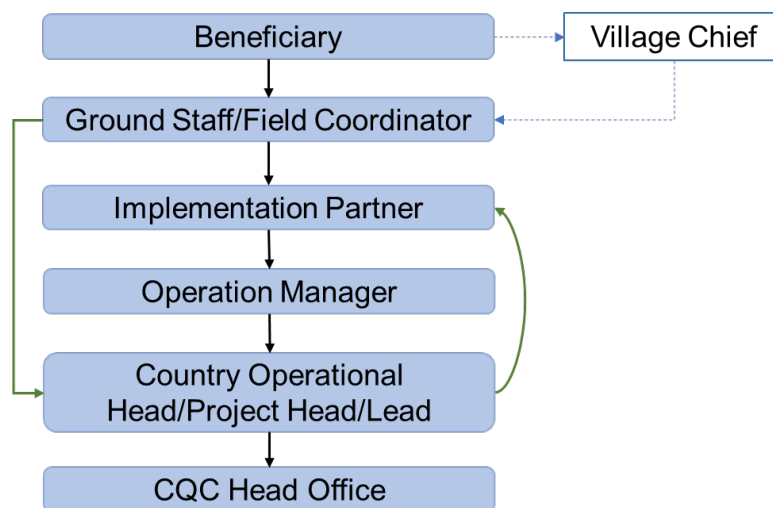 Beneficiary
Village Chief
Ground Staff/Field Coordinator
Implementation Partner
Operation Manager
Country Operational
Head/Project Head/Lead
CQC Head Office